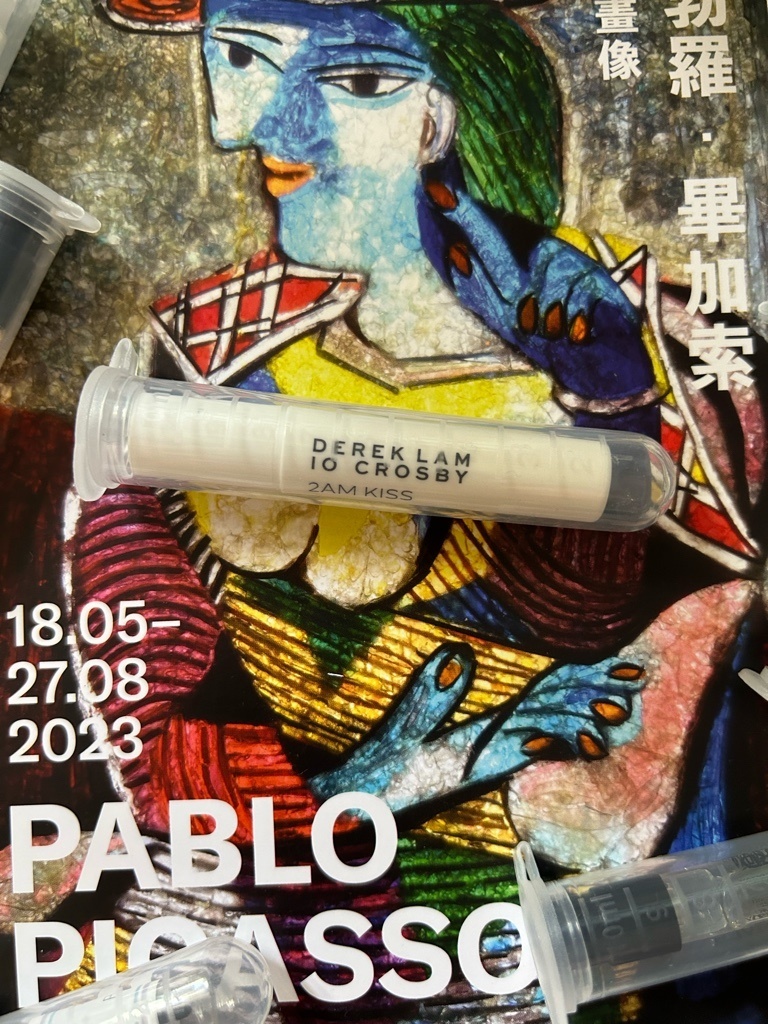 畫像
勃羅·畢加索
DEREK LAM
10 CROSBY
2AM KISS
18.05–
27.08
2023
PABLO
PICASSO